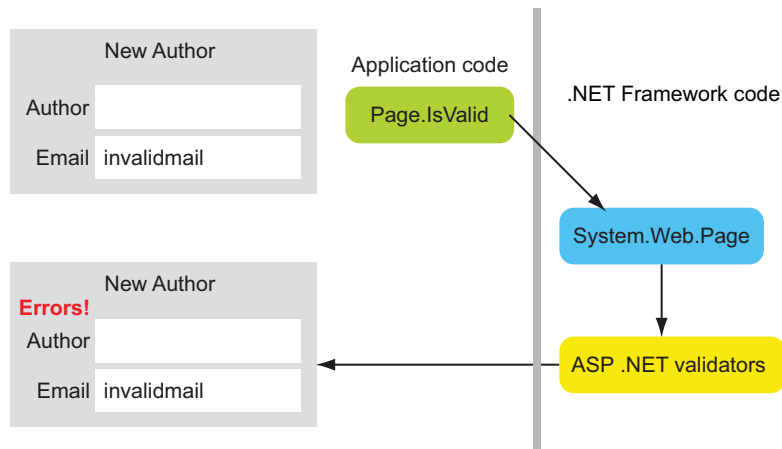 New Author
Author
Email invalidmail
Application code
Page.IsValid
.NET Framework code
System.Web.Page
New Author
Errors!
Author
Email invalidmail
ASP .NET validators